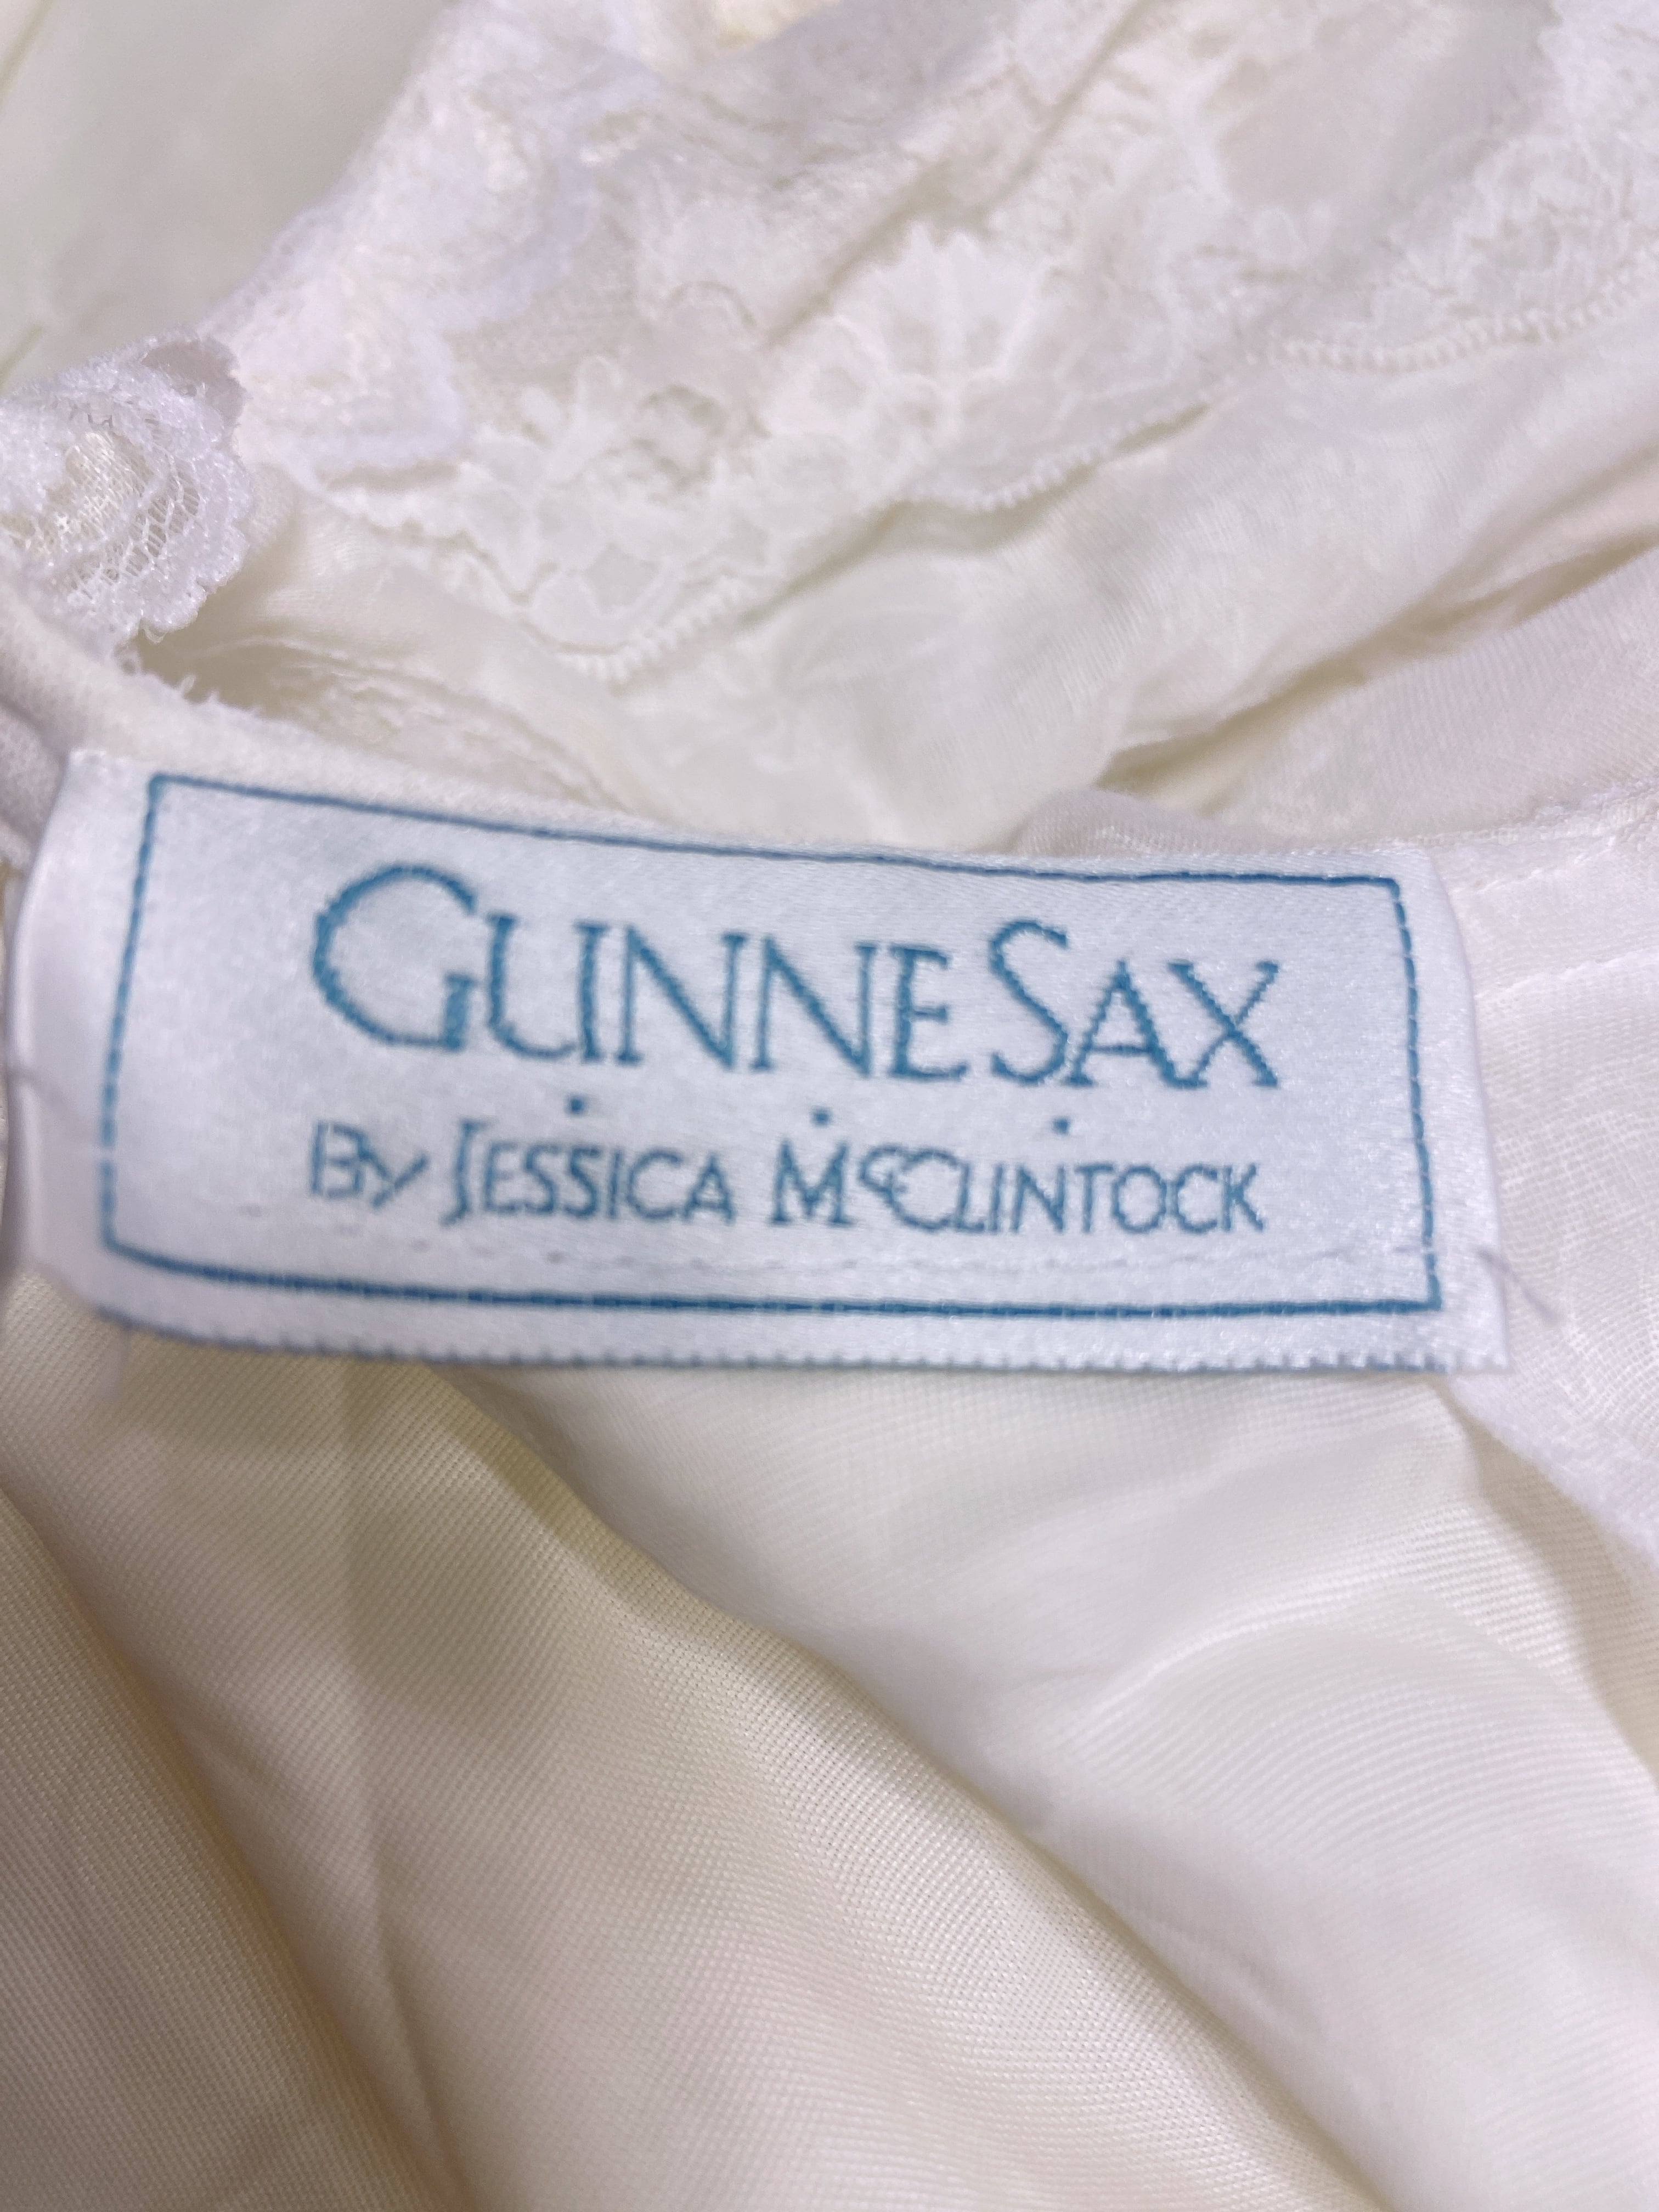 GUNNE SAX
BY JESSICA McCLINTOCK